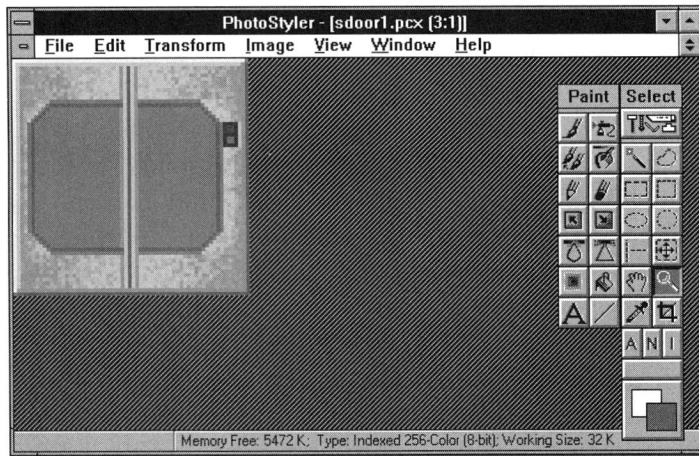 PhotoStyler - [sdoor1.pcx (3:1)]
File Edit Transform Image View Window Help
Paint Select
A
A N I
Memory Free: 5472 K; Type: Indexed 256-Color (8-bit); Working Size: 32 K